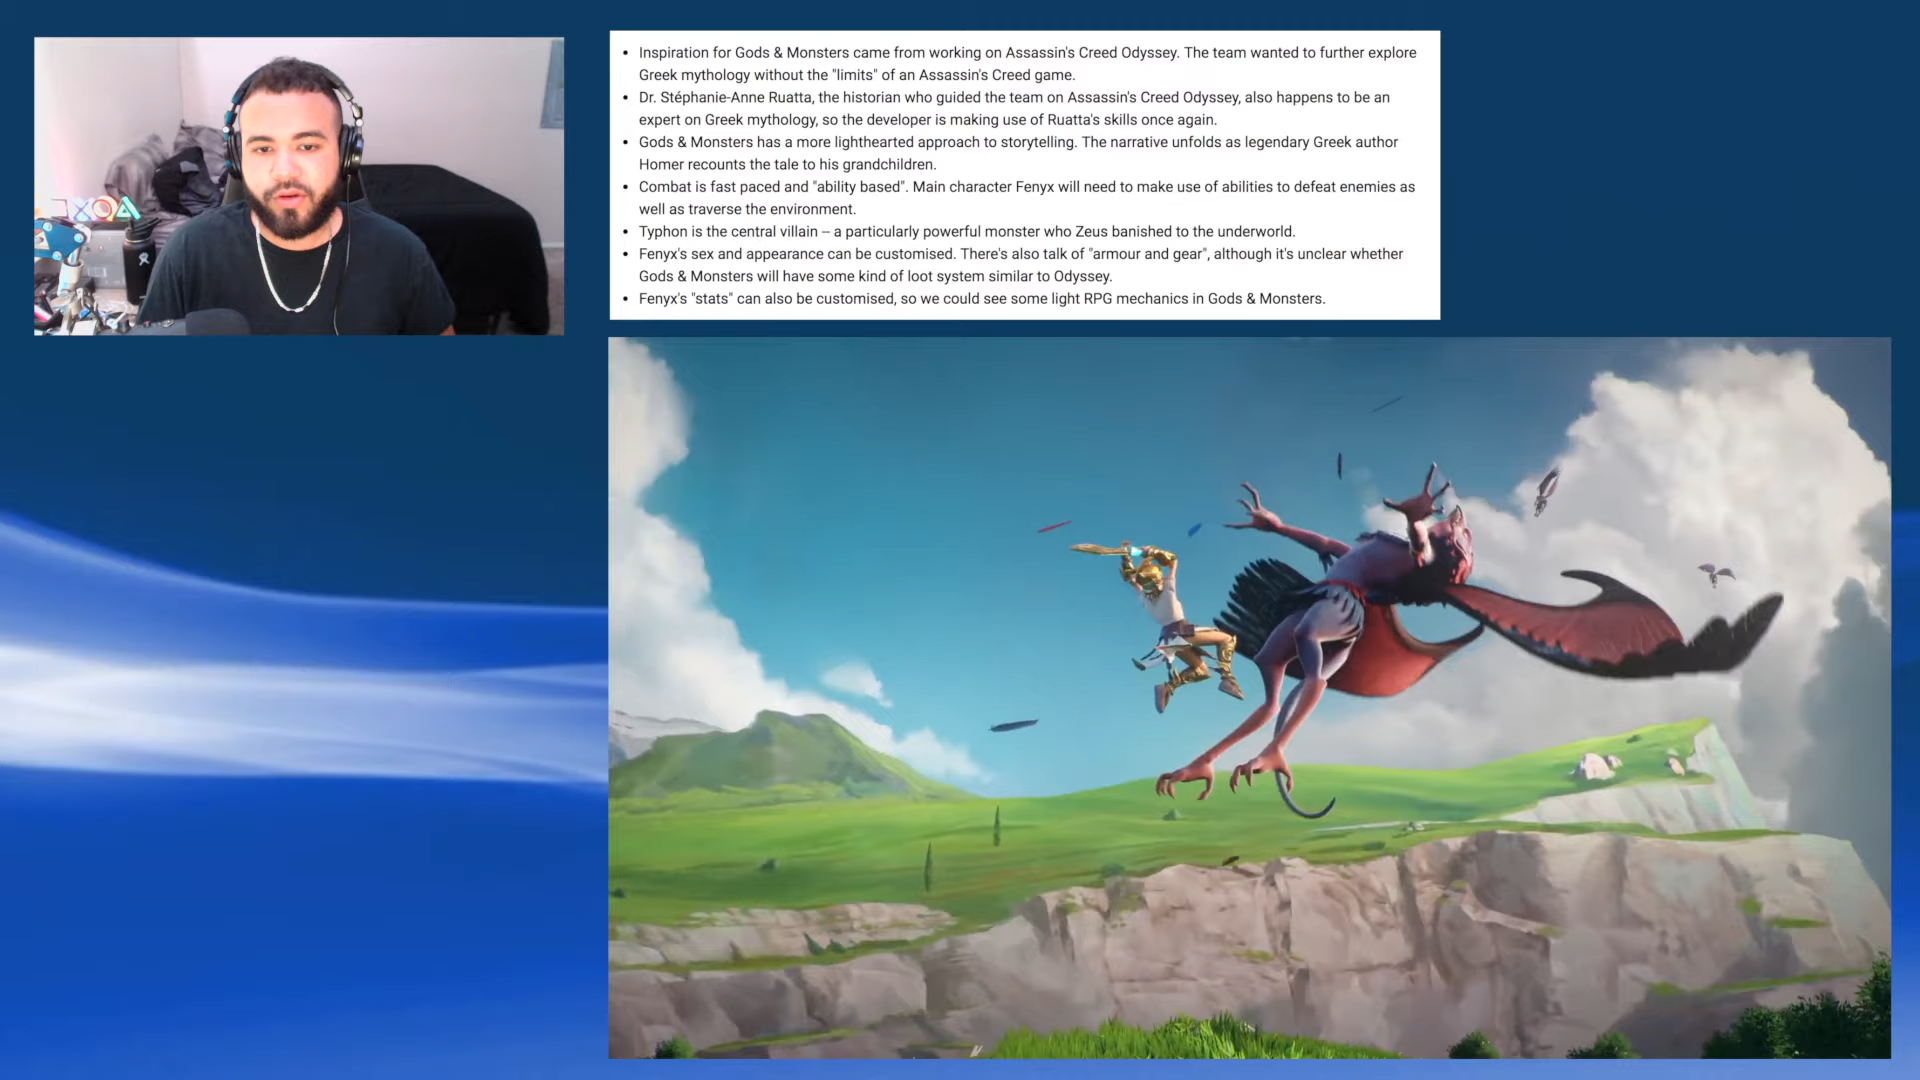 Inspiration for Gods & Monsters came from working on Assassin's Creed Odyssey. The team wanted to further explore
Greek mythology without the "limits" of an Assassin's Creed game.
Dr. Stéphanie-Anne Ruatta, the historian who guided the team on Assassin's Creed Odyssey, also happens to be an
expert on Greek mythology, so the developer is making use of Ruatta's skills once again.
Gods & Monsters has a more lighthearted approach to storytelling. The narrative unfolds as legendary Greek author
Homer recounts the tale to his grandchildren.
Combat is fast paced and "ability based". Main character Fenyx will need to make use of abilities to defeat enemies as
well as traverse the environment.
Typhon is the central villain -- a particularly powerful monster who Zeus banished to the underworld.
Fenyx's sex and appearance can be customised. There's also talk of "armour and gear", although it's unclear whether
Gods & Monsters will have some kind of loot system similar to Odyssey.
Fenyx's "stats" can also be customised, so we could see some light RPG mechanics in Gods & Monsters.